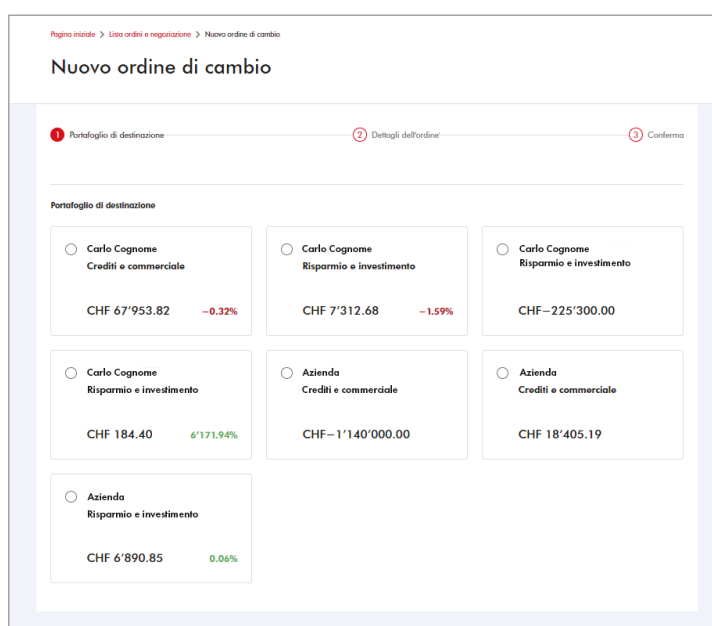 Pagina iniziale > Lista ordini e negoziazione > Nuovo ordine di cambio
Nuovo ordine di cambio
1 Portafoglio di destinazione
2 Dettagli dell'ordine'
3 Conferma
Portafoglio di destinazione
Carlo Cognome
Crediti e commerciale
CHF 67'953.82 −0.32%
Carlo Cognome
Risparmio e investimento
CHF 7'312.68 −1.59%
Carlo Cognome
Risparmio e investimento
CHF−225'300.00
Carlo Cognome
Risparmio e investimento
CHF 184.40 6'171.94%
Azienda
Crediti e commerciale
CHF−1'140'000.00
Azienda
Crediti e commerciale
CHF 18'405.19
Azienda
Risparmio e investimento
CHF 6'890.85 0.06%